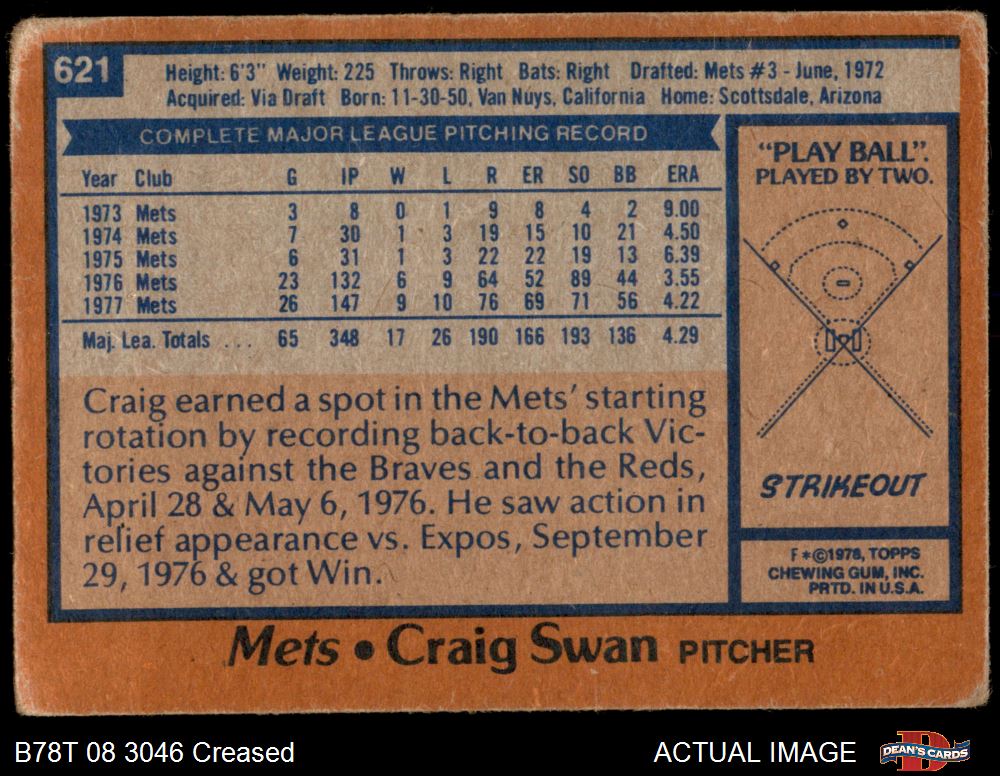 621
Height: 6'3" Weight: 225 Throws: Right Bats: Right Drafted: Mets #3 - June, 1972
Acquired: Via Draft Born: 11-30-50, Van Nuys, California Home: Scottsdale, Arizona
COMPLETE MAJOR LEAGUE PITCHING RECORD
Year Club G IP W L R ER SO BB ERA
1973 Mets 3 8 0 1 9 8 4 2 9.00
1974 Mets 7 30 1 3 19 15 10 21 4.50
1975 Mets 6 31 1 3 22 22 19 13 6.39
1976 Mets 23 132 6 9 64 52 89 44 3.55
1977 Mets 26 147 9 10 76 69 71 56 4.22
Maj. Lea. Totals ... 65 348 17 26 190 166 193 136 4.29
Craig earned a spot in the Mets' starting
rotation by recording back-to-back Vic-
tories against the Braves and the Reds,
April 28 & May 6, 1976. He saw action in
relief appearance vs. Expos, September
29, 1976 & got Win.
"PLAY BALL".
PLAYED BY TWO.
STRIKEOUT
F*©1978, TOPPS
CHEWING GUM, INC.
PRTD. IN U.S.A.
Mets • Craig Swan PITCHER
B78T 08 3046 Creased
ACTUAL IMAGE
DEAN'S CARDS